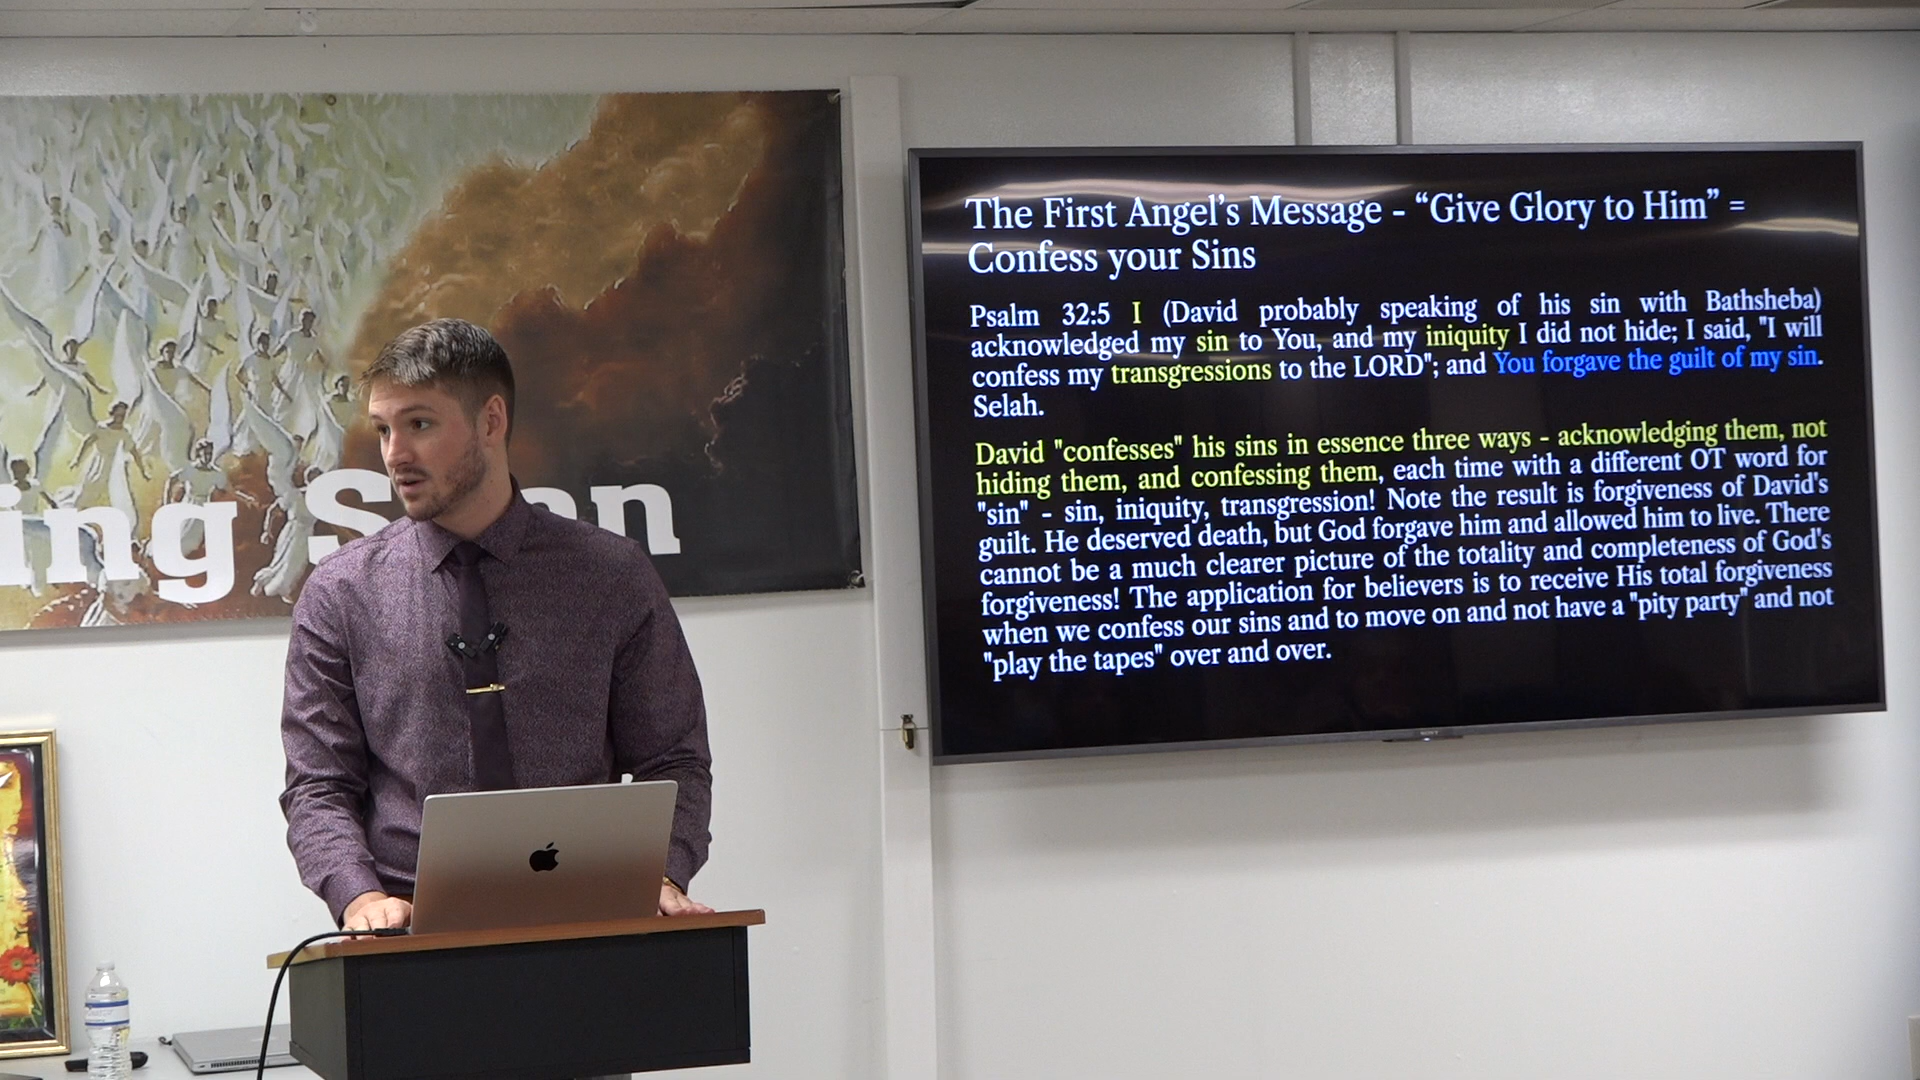 ing S
n
The First Angel's Message - “Give Glory to Him” =
Confess your Sins
Psalm 32:5 I (David probably speaking of his sin with Bathsheba)
acknowledged my sin to You, and my iniquity I did not hide; I said, "I will
confess my transgressions to the LORD"; and You forgave the guilt of my sin.
Selah.
David "confesses" his sins in essence three ways - acknowledging them, not
hiding them, and confessing them, each time with a different OT word for
"sin" - sin, iniquity, transgression! Note the result is forgiveness of David's
guilt. He deserved death, but God forgave him and allowed him to live. There
cannot be a much clearer picture of the totality and completeness of God's
forgiveness! The application for believers is to receive His total forgiveness
when we confess our sins and to move on and not have a "pity party" and not
"play the tapes" over and over.
SONY